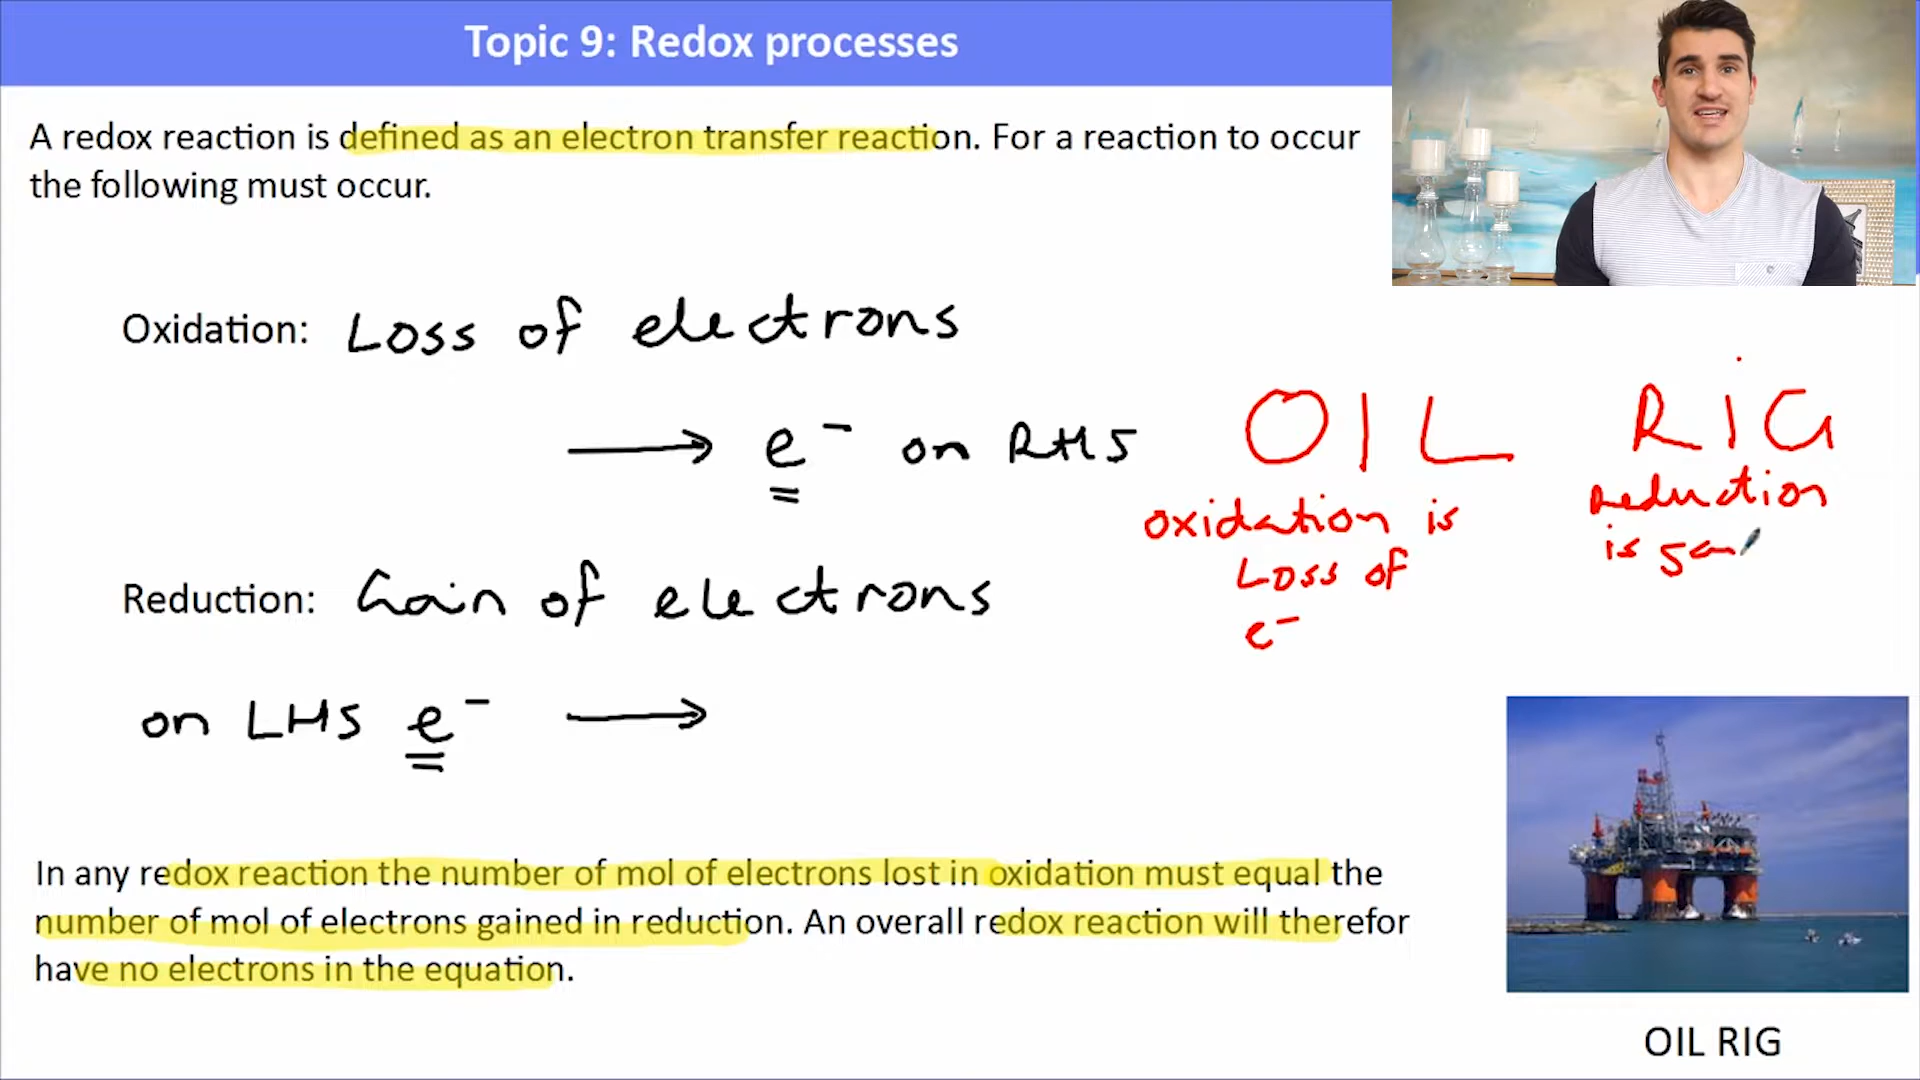 Topic 9: Redox processes
A redox reaction is defined as an electron transfer reaction. For a reaction to occur
the following must occur.
Oxidation: Loss of electrons
⟶ e⁻ on RHS
OIL RIG
oxidation is
Loss of
e⁻
reduction
is
Reduction: Gain of electrons
on LHS e⁻ ⟶
In any redox reaction the number of mol of electrons lost in oxidation must equal the
number of mol of electrons gained in reduction. An overall redox reaction will therefor
have no electrons in the equation.
OIL RIG